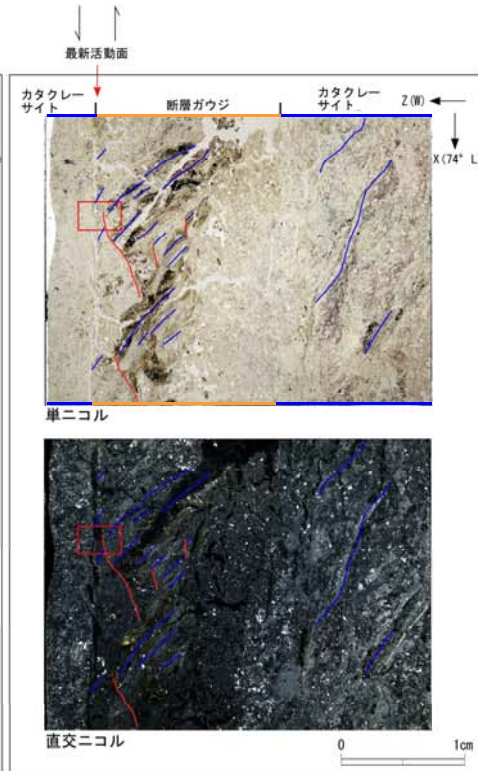 最新活動面
カタクレー
サイト
断層ガウジ
カタクレー
サイト
Z(W)
X(74° L
単ニコル
直交ニコル
0 1cm